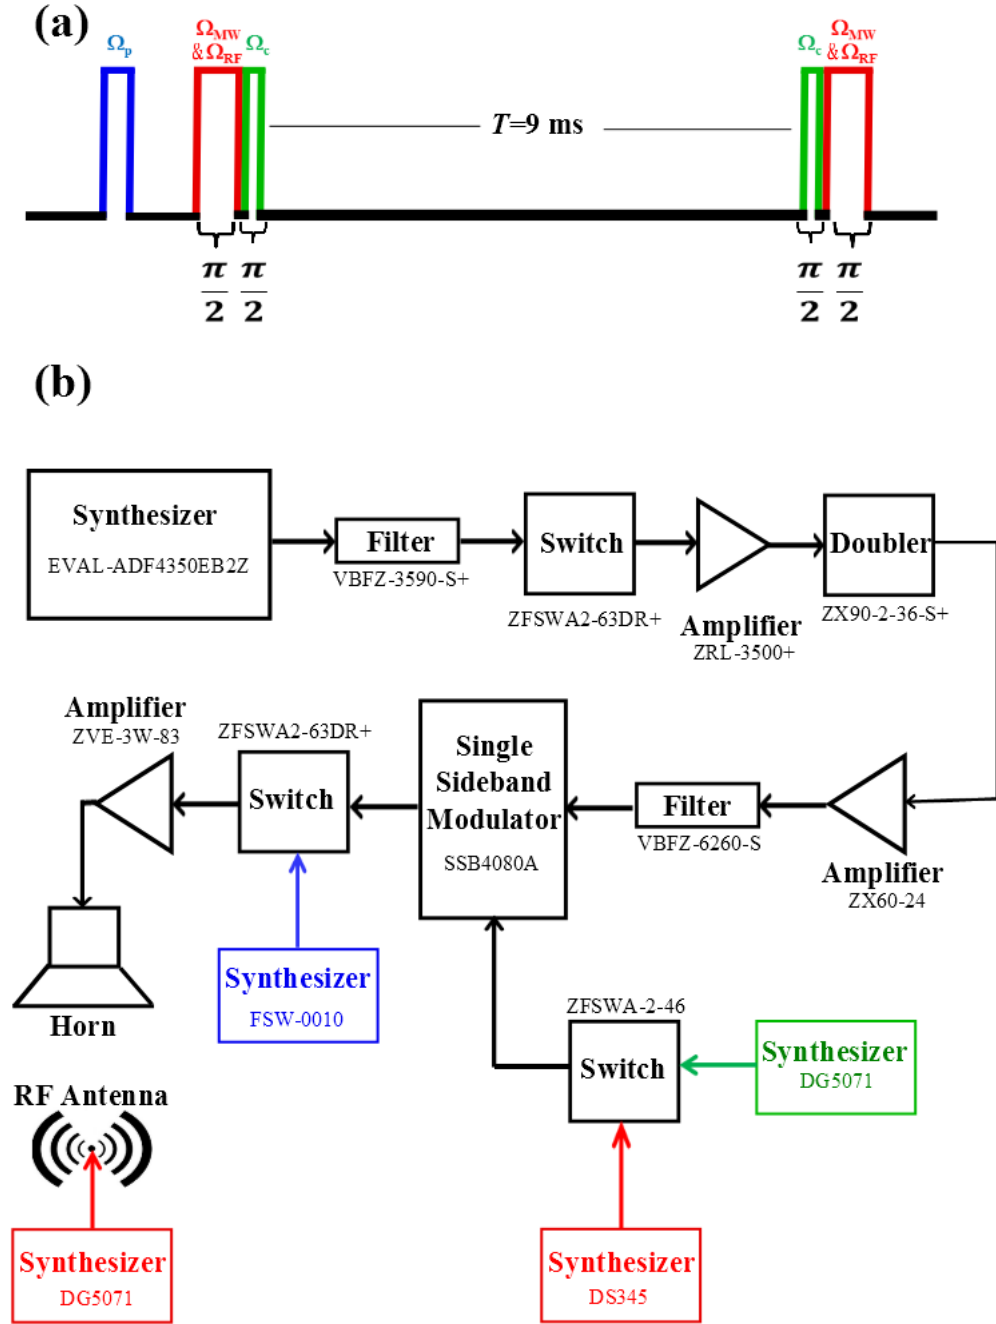 (a)
Ωp
ΩMW
&ΩRF
Ωc
Ωc
ΩMW
&ΩRF
T=9 ms
π/2
π/2
π/2
π/2
(b)
Synthesizer
EVAL-ADF4350EB2Z
Filter
VBFZ-3590-S+
Switch
ZFSWA2-63DR+
Amplifier
ZRL-3500+
Doubler
ZX90-2-36-S+
Amplifier
ZVE-3W-83
ZFSWA2-63DR+
Switch
Single
Sideband
Modulator
SSB4080A
Filter
VBFZ-6260-S
Amplifier
ZX60-24
Horn
Synthesizer
FSW-0010
ZFSWA-2-46
Switch
Synthesizer
DG5071
RF Antenna
Synthesizer
DG5071
Synthesizer
DS345